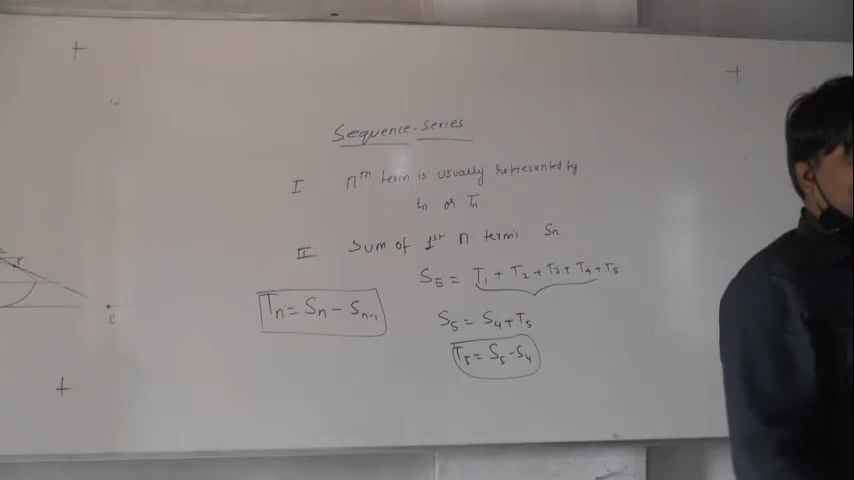 Sequence-Series
I nth term is usually represented by
tn or Tn
II Sum of 1st n terms Sn
S5 = T1 + T2 + T3 + T4 + T5
Tn = Sn - Sn-1
S5 = S4 + T5
T5 = S5 - S4